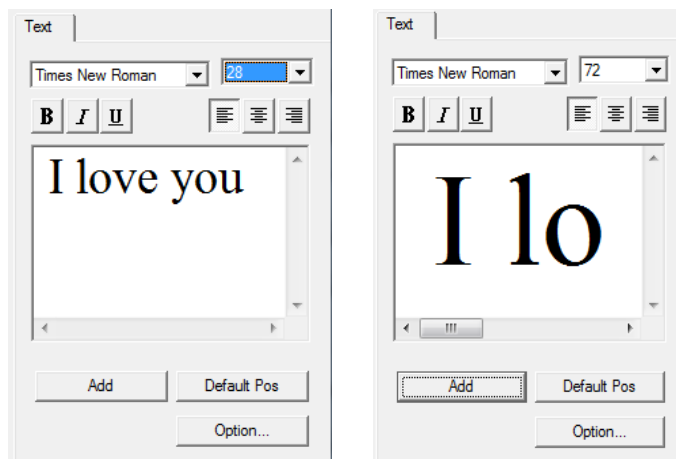 Text
Times New Roman 28
B I U
I love you
Add Default Pos
Option...
Text
Times New Roman 72
B I U
I lo
Add Default Pos
Option...